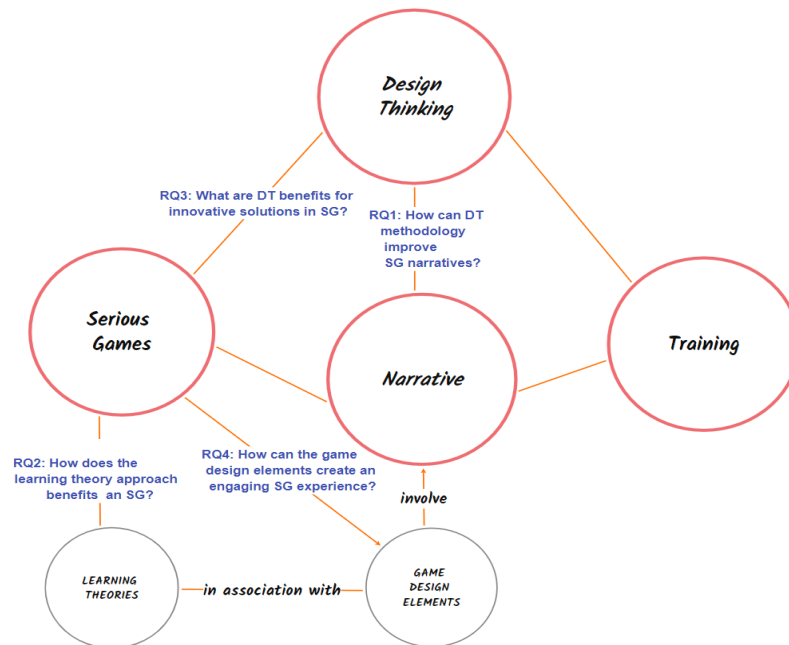 Design
Thinking
RQ3: What are DT benefits for
innovative solutions in SG?
RQ1: How can DT
methodology
improve
SG narratives?
Serious
Games
Narrative
Training
RQ2: How does the
learning theory approach
benefits an SG?
RQ4: How can the game
design elements create an
engaging SG experience?
involve
LEARNING
THEORIES
in association with
GAME
DESIGN
ELEMENTS